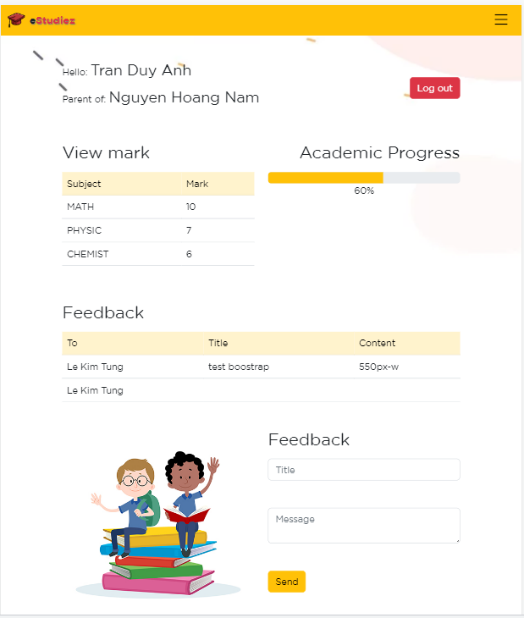 eStudiez
Hello: Tran Duy Anh
Parent of: Nguyen Hoang Nam
Log out
View mark
Subject Mark
MATH 10
PHYSIC 7
CHEMIST 6
Academic Progress
60%
Feedback
To Title Content
Le Kim Tung test boostrap 550px-w
Le Kim Tung
Feedback
Title
Message
Send